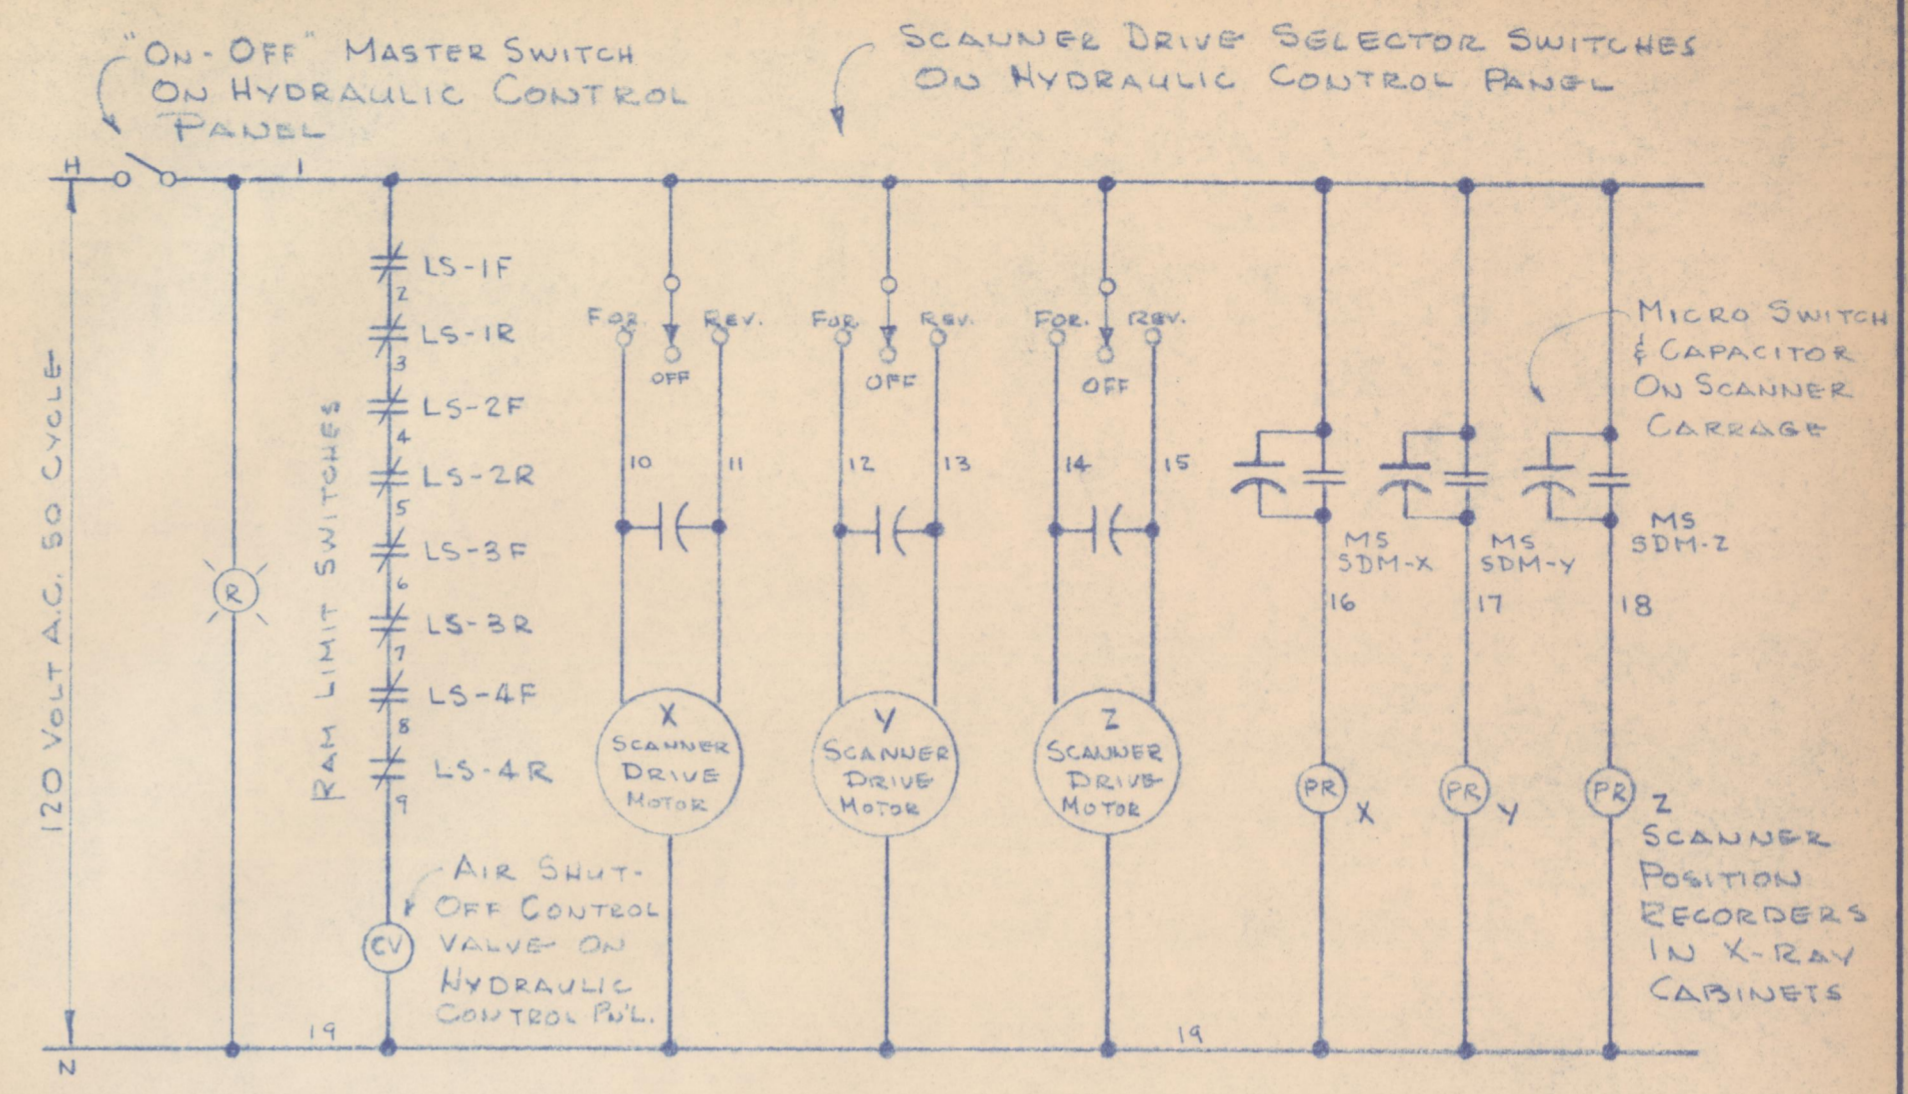 "ON-OFF" MASTER SWITCH
ON HYDRAULIC CONTROL
PANEL
SCANNER DRIVE SELECTOR SWITCHES
ON HYDRAULIC CONTROL PANEL
H
1
120 VOLT A.C. 50 CYCLE
N
R
RAM LIMIT SWITCHES
LS-1F
2
LS-1R
3
LS-2F
4
LS-2R
5
LS-3F
6
LS-3R
7
LS-4F
8
LS-4R
9
CV
AIR SHUT-
OFF CONTROL
VALVE ON
HYDRAULIC
CONTROL PN'L.
19
FOR. REV.
OFF
10 11
X
SCANNER
DRIVE
MOTOR
FOR. REV.
OFF
12 13
Y
SCANNER
DRIVE
MOTOR
FOR. REV.
OFF
14 15
Z
SCANNER
DRIVE
MOTOR
19
MICRO SWITCH
& CAPACITOR
ON SCANNER
CARRAGE
MS
SDM-X
16
PR X
MS
SDM-Y
17
PR Y
MS
SDM-Z
18
PR Z
SCANNER
POSITION
RECORDERS
IN X-RAY
CABINETS